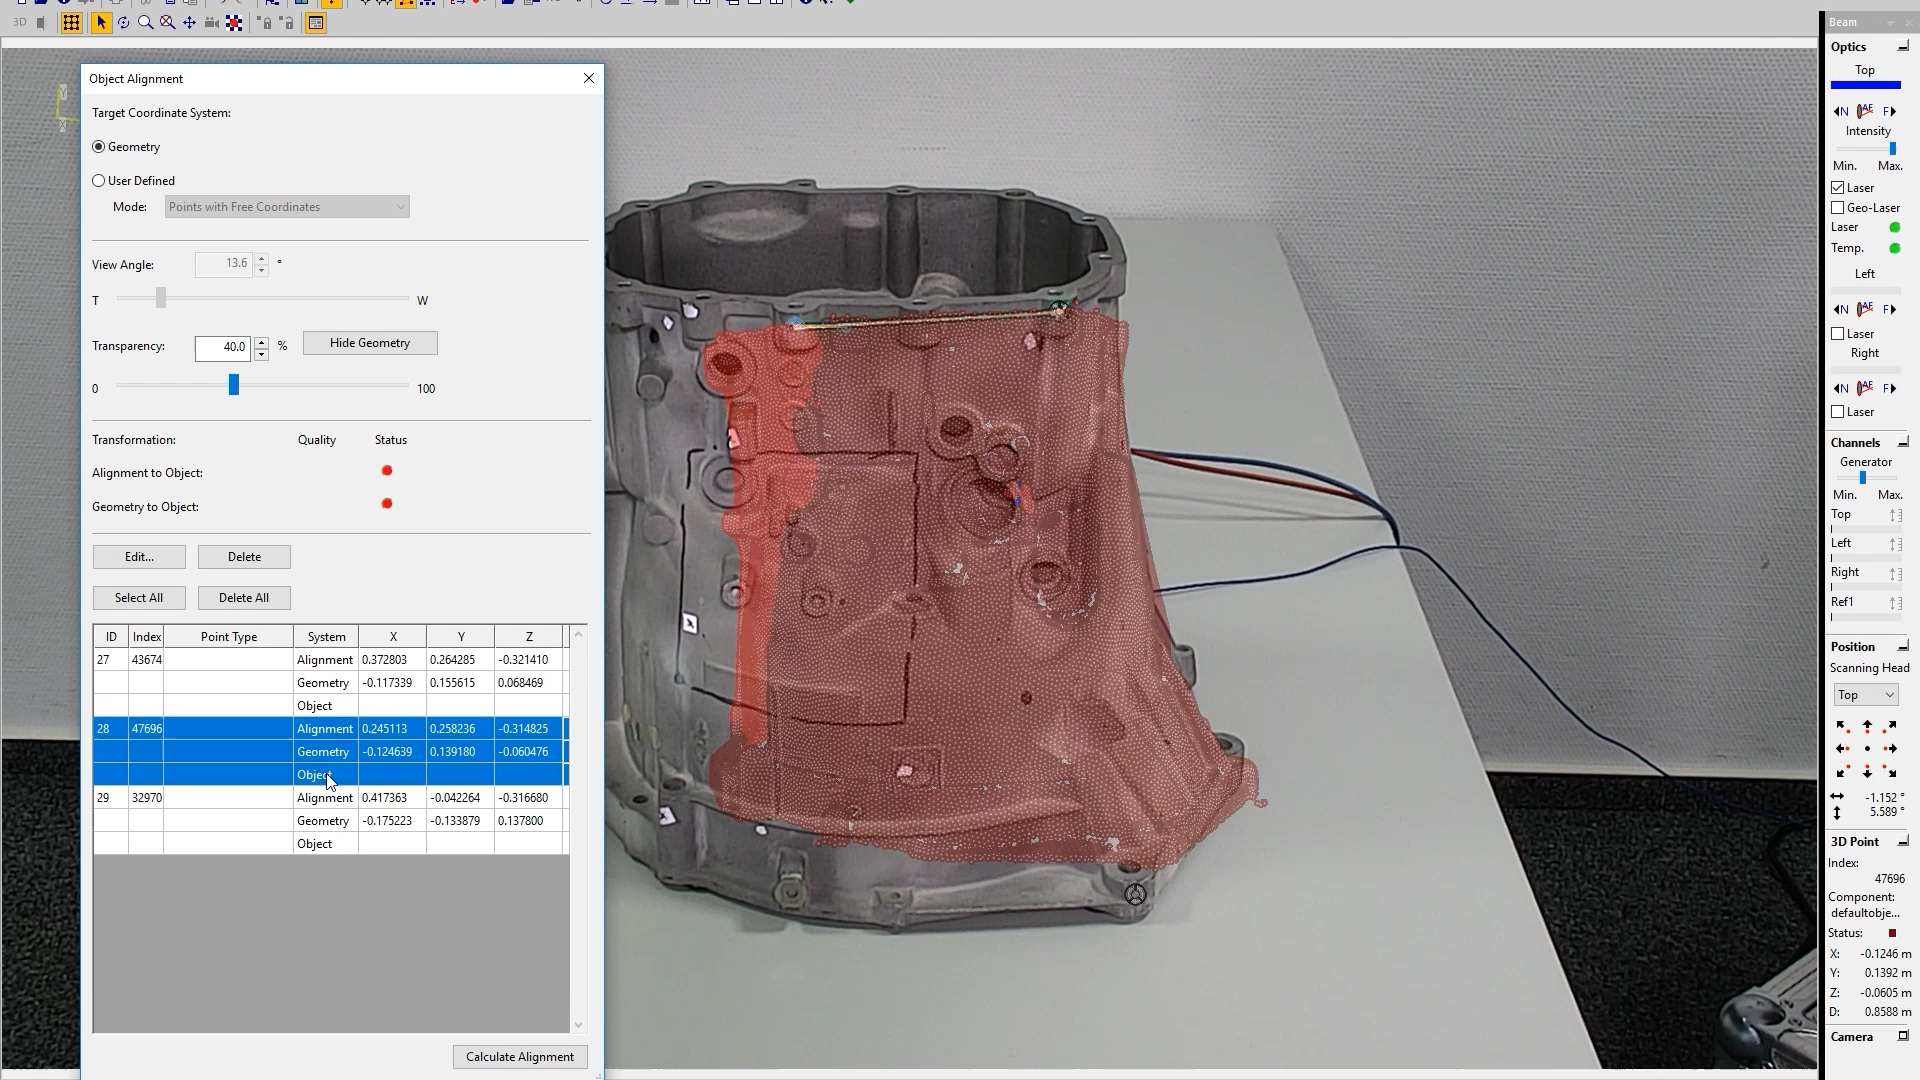 3D
Beam
Object Alignment
Target Coordinate System:
Geometry
User Defined
Mode: Points with Free Coordinates
View Angle: 13.6 °
T W
Transparency: 40.0 % Hide Geometry
0 100
Transformation: Quality Status
Alignment to Object:
Geometry to Object:
Edit... Delete
Select All Delete All
ID Index Point Type System X Y Z
27 43674 Alignment 0.372803 0.264285 -0.321410
Geometry -0.117339 0.155615 0.068469
Object
28 47696 Alignment 0.245113 0.258236 -0.314825
Geometry -0.124639 0.139180 -0.060476
Object
29 32970 Alignment 0.417363 -0.042264 -0.316680
Geometry -0.175223 -0.133879 0.137800
Object
Calculate Alignment
Y
X
Optics
Top
N AF F
Intensity
Min. Max.
Laser
Geo-Laser
Laser
Temp.
Left
N AF F
Laser
Right
N AF F
Laser
Channels
Generator
Min. Max.
Top
Left
Right
Ref1
Position
Scanning Head
Top
-1.152 °
5.589 °
3D Point
Index:
47696
Component:
defaultobje...
Status:
X: -0.1246 m
Y: 0.1392 m
Z: -0.0605 m
D: 0.8588 m
Camera